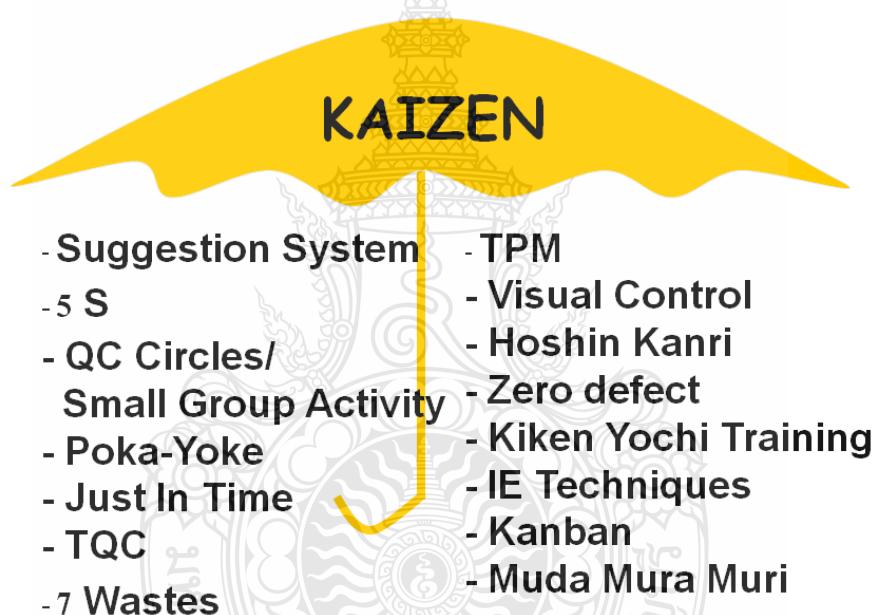 KAIZEN
- Suggestion System
- 5 S
- QC Circles/
Small Group Activity
- Poka-Yoke
- Just In Time
- TQC
- 7 Wastes
- TPM
- Visual Control
- Hoshin Kanri
- Zero defect
- Kiken Yochi Training
- IE Techniques
- Kanban
- Muda Mura Muri